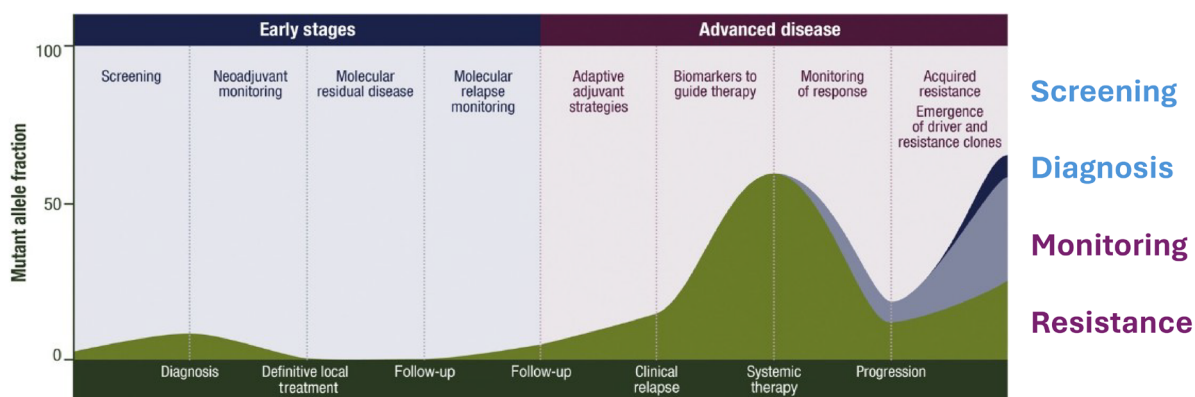 Early stages
Advanced disease
100
50
0
Mutant allele fraction
Screening
Neoadjuvant
monitoring
Molecular
residual disease
Molecular
relapse
monitoring
Adaptive
adjuvant
strategies
Biomarkers to
guide therapy
Monitoring
of response
Acquired
resistance
Emergence
of driver and
resistance clones
Diagnosis
Definitive local
treatment
Follow-up
Follow-up
Clinical
relapse
Systemic
therapy
Progression
Screening
Diagnosis
Monitoring
Resistance